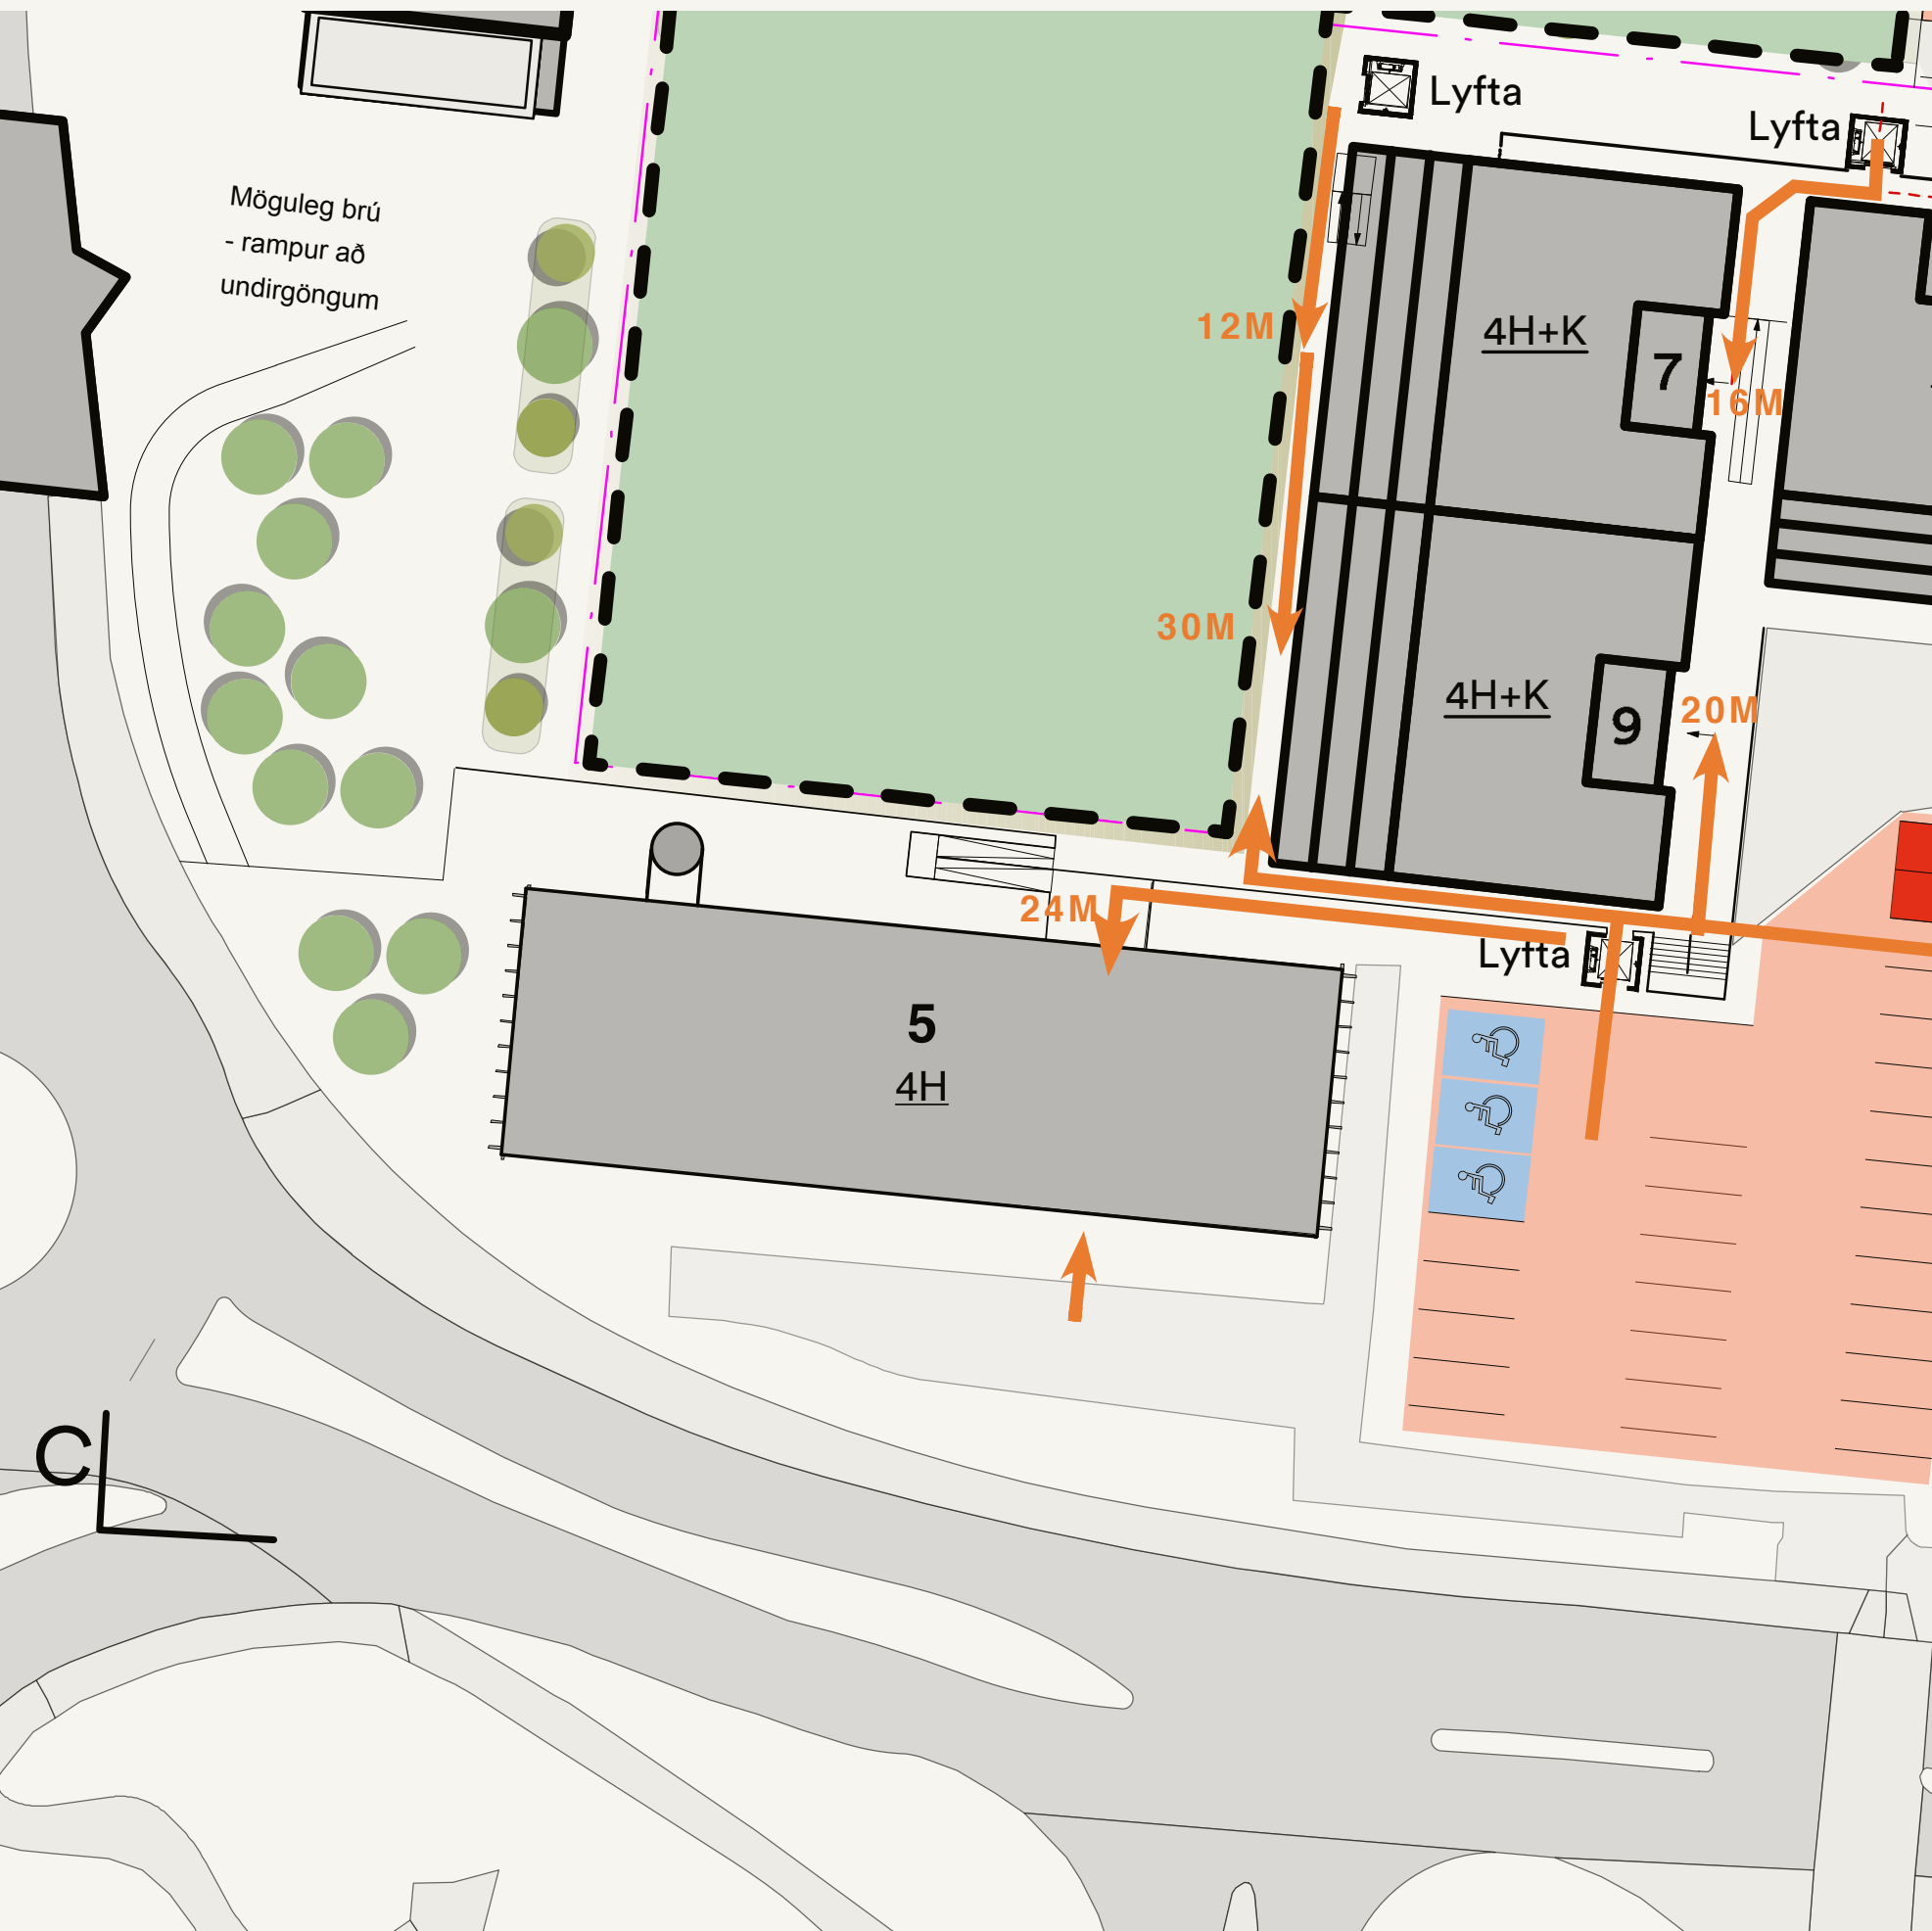 Lyfta
Lyfta
Möguleg brú
- rampur að
undirgöngum
12M
4H+K
7
16M
30M
4H+K
9
20M
24M
Lyfta
5
4H
C